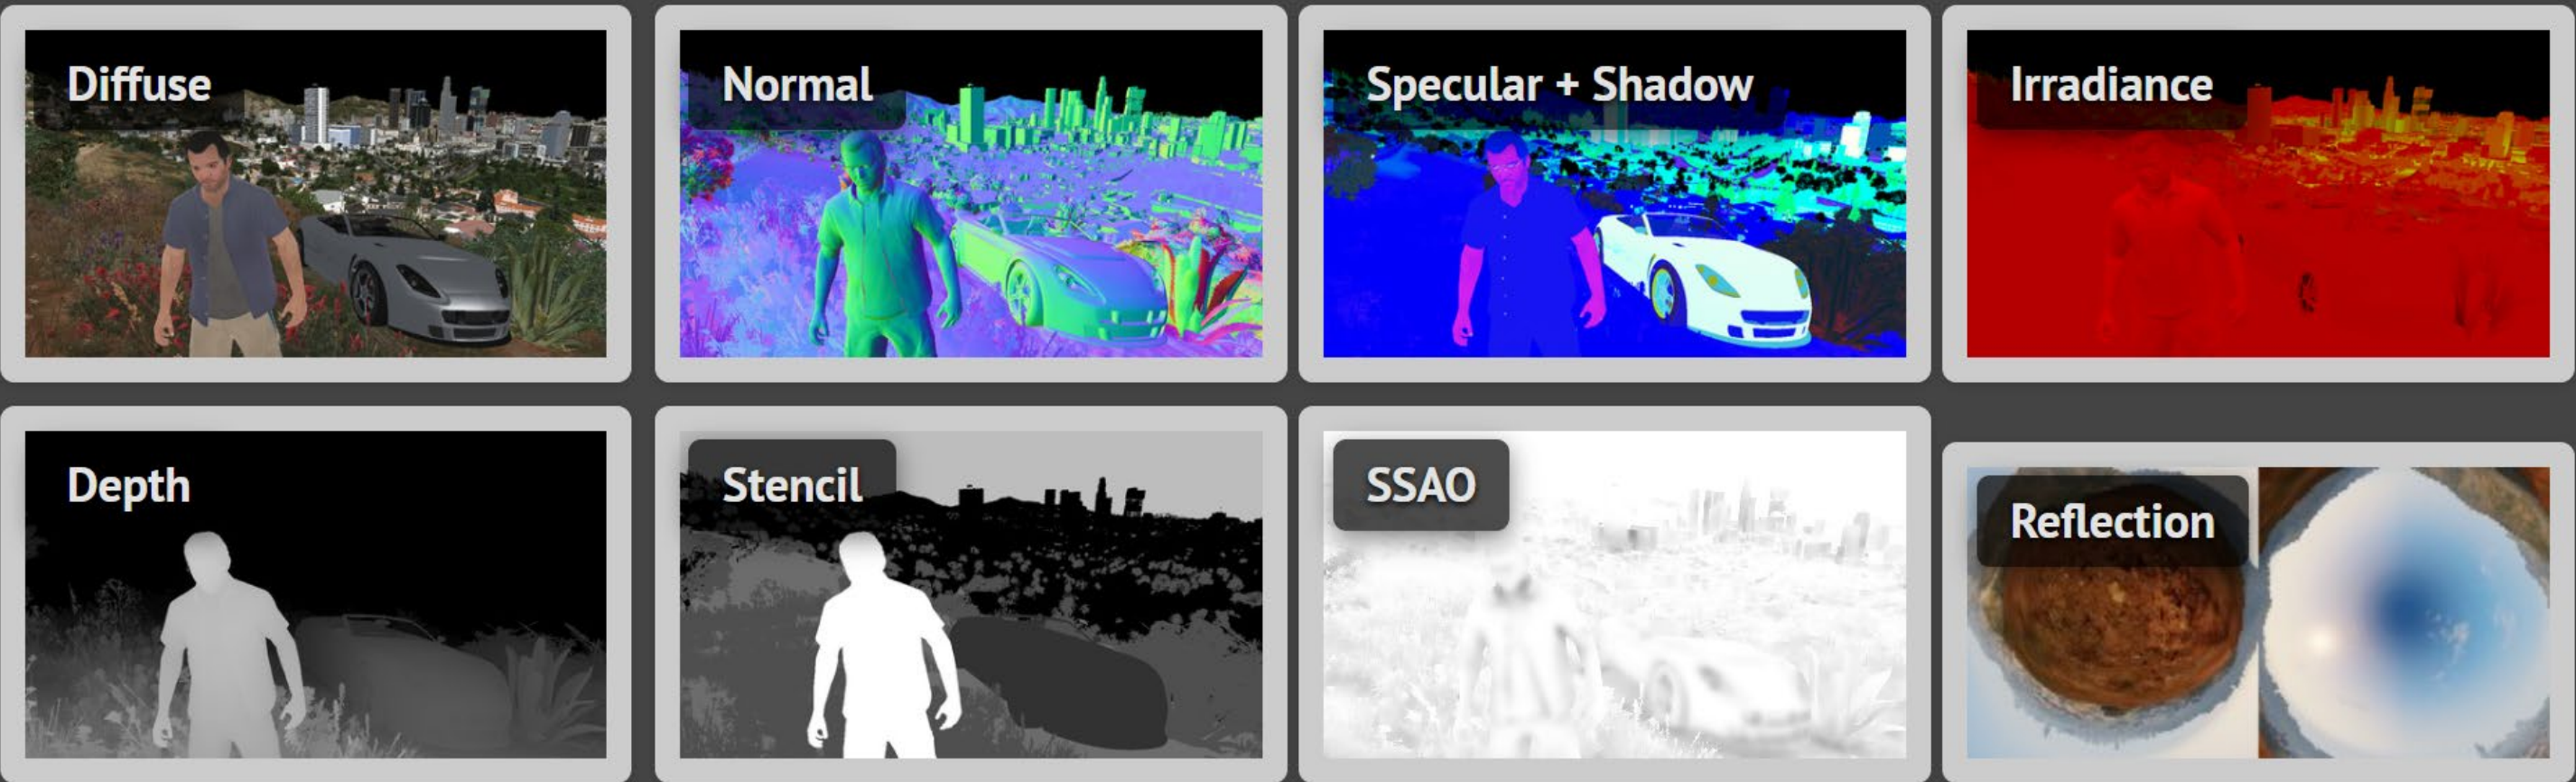 Diffuse
Normal
Specular + Shadow
Irradiance
Depth
Stencil
SSAO
Reflection